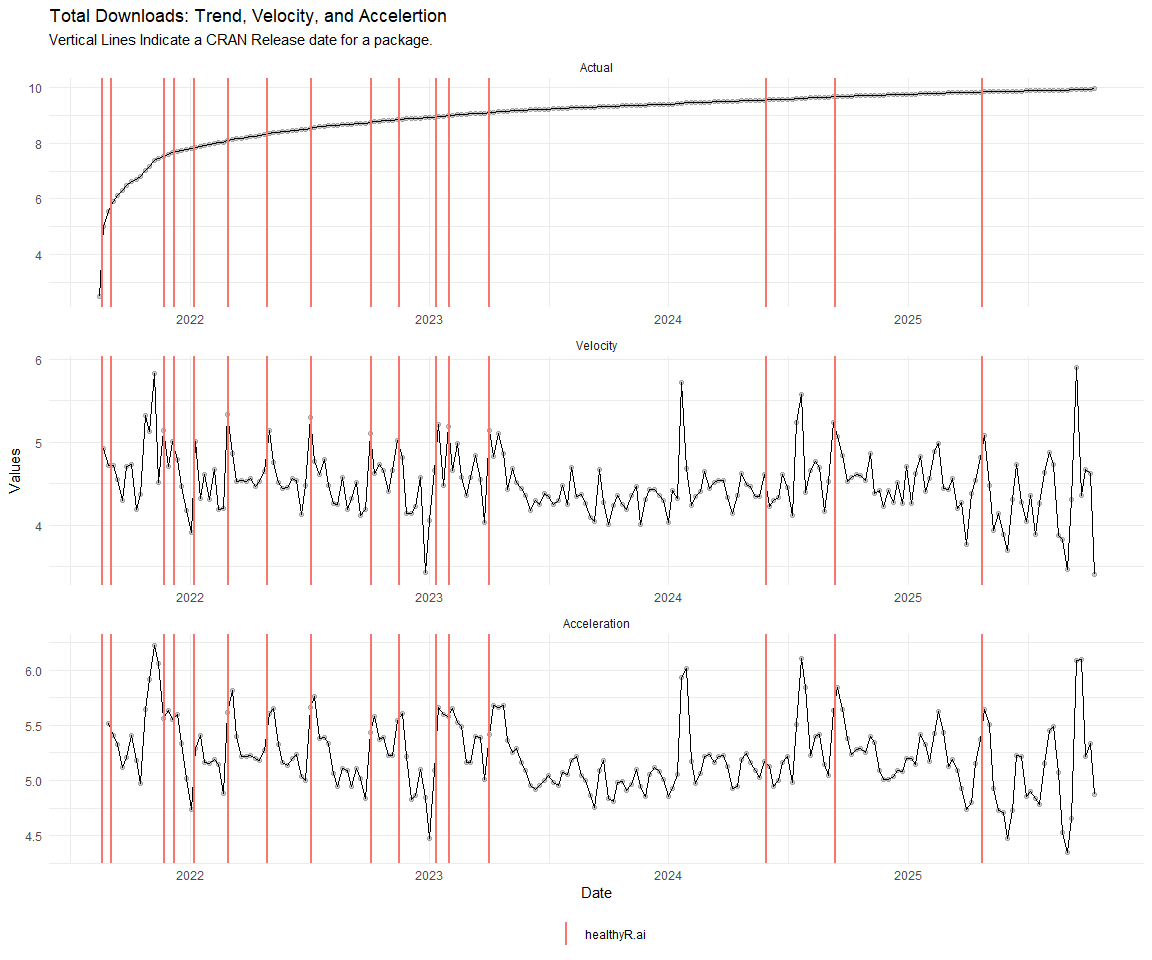 Total Downloads: Trend, Velocity, and Accelertion
Vertical Lines Indicate a CRAN Release date for a package.
Actual
10
8
6
4
2022 2023 2024 2025
Velocity
6
5
4
2022 2023 2024 2025
Acceleration
6.0
5.5
5.0
4.5
2022 2023 2024 2025
Values
Date
healthyR.ai